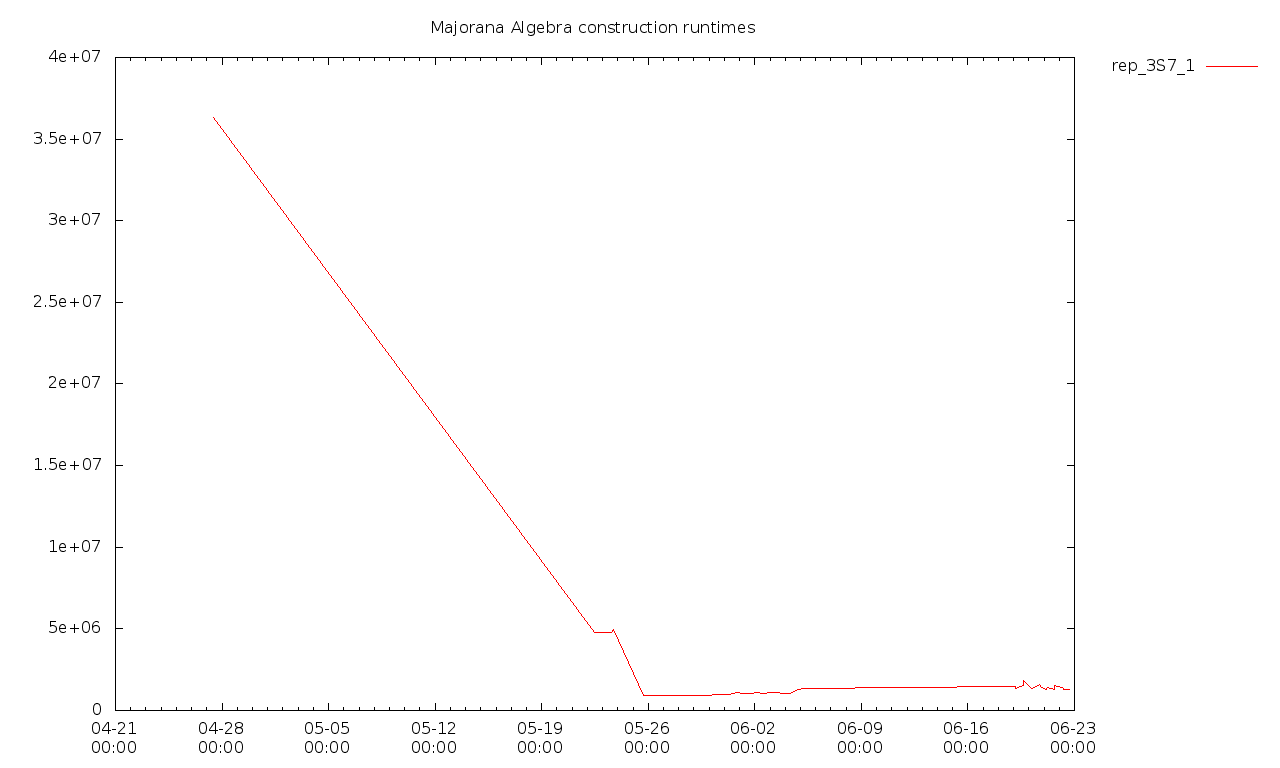 Majorana Algebra construction runtimes
rep_3S7_1
4e+07
3.5e+07
3e+07
2.5e+07
2e+07
1.5e+07
1e+07
5e+06
0
04-21 04-28 05-05 05-12 05-19 05-26 06-02 06-09 06-16 06-23
00:00 00:00 00:00 00:00 00:00 00:00 00:00 00:00 00:00 00:00